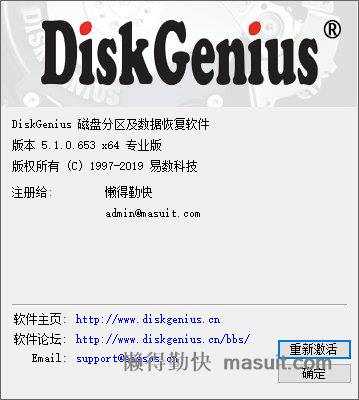 DiskGenius®
DiskGenius 磁盘分区及数据恢复软件
版本 5.1.0.653 x64 专业版
版权所有 (C) 1997-2019 易数科技
注册给: 懒得勤快
admin@masuit.com
软件主页: http://www.diskgenius.cn
软件论坛: http://www.diskgenius.cn/bbs/
重新激活
Email: support@eassos.cn
懒得勤快 masuit.com
确定